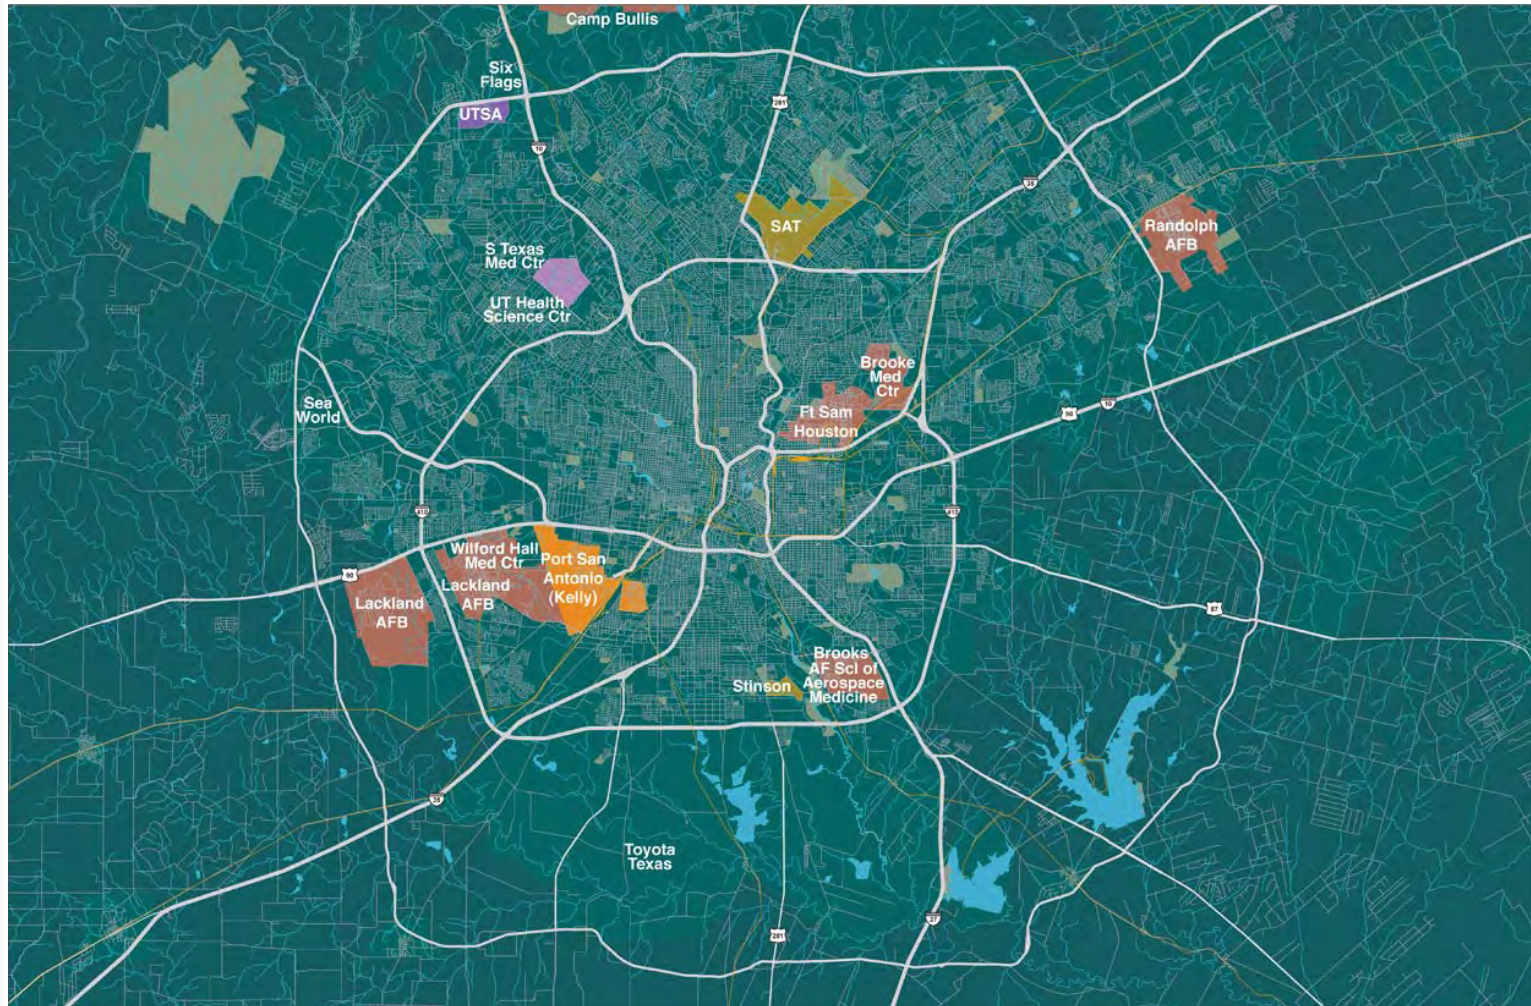 Camp Bullis
Six
Flags
UTSA
281
10
35
SAT
Randolph
AFB
S Texas
Med Ctr
UT Health
Science Ctr
Brooke
Med
Ctr
Sea
World
Ft Sam
Houston
90
10
410
410
Wilford Hall
Med Ctr
Port San
Antonio
(Kelly)
90
Lackland
AFB
Lackland
AFB
87
Brooks
AF Scl of
Aerospace
Medicine
Stinson
35
Toyota
Texas
37
281